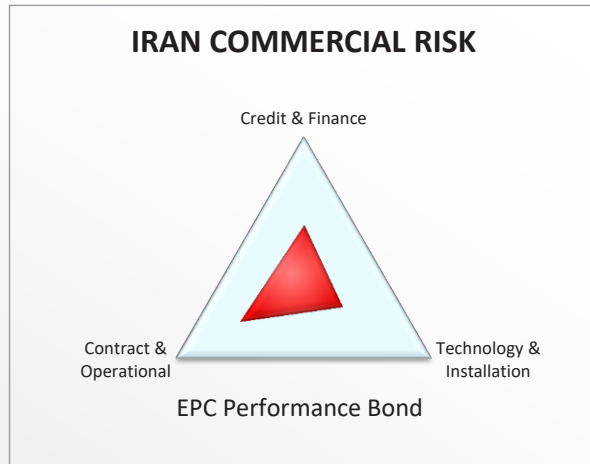 IRAN COMMERCIAL RISK
Credit & Finance
Contract &
Operational
Technology &
Installation
EPC Performance Bond